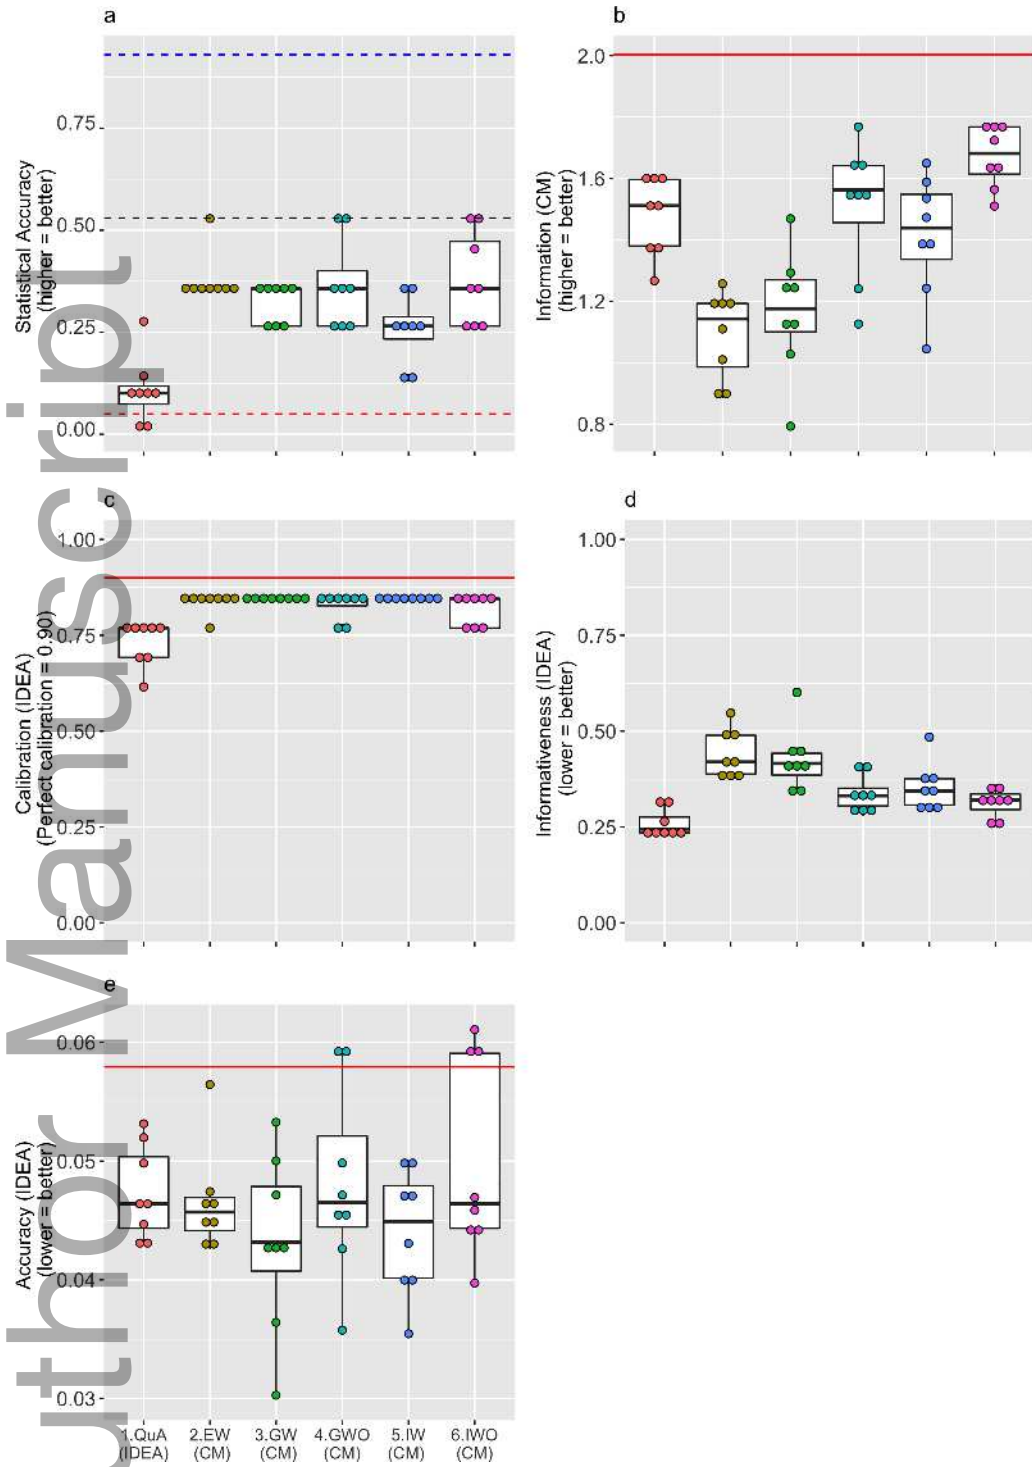 a
Statistical Accuracy
(higher = better)
0.75
0.50
0.25
0.00
b
Information (CM)
(higher = better)
2.0
1.6
1.2
0.8
c
Calibration (IDEA)
(Perfect calibration = 0.90)
1.00
0.75
0.50
0.25
0.00
d
Informativeness (IDEA)
(lower = better)
1.00
0.75
0.50
0.25
0.00
e
Accuracy (IDEA)
(lower = better)
0.06
0.05
0.04
0.03
1.QuA 2.EW 3.GW 4.GWO 5.IW 6.IWO
(IDEA) (CM) (CM) (CM) (CM) (CM)
uthor Manuscript